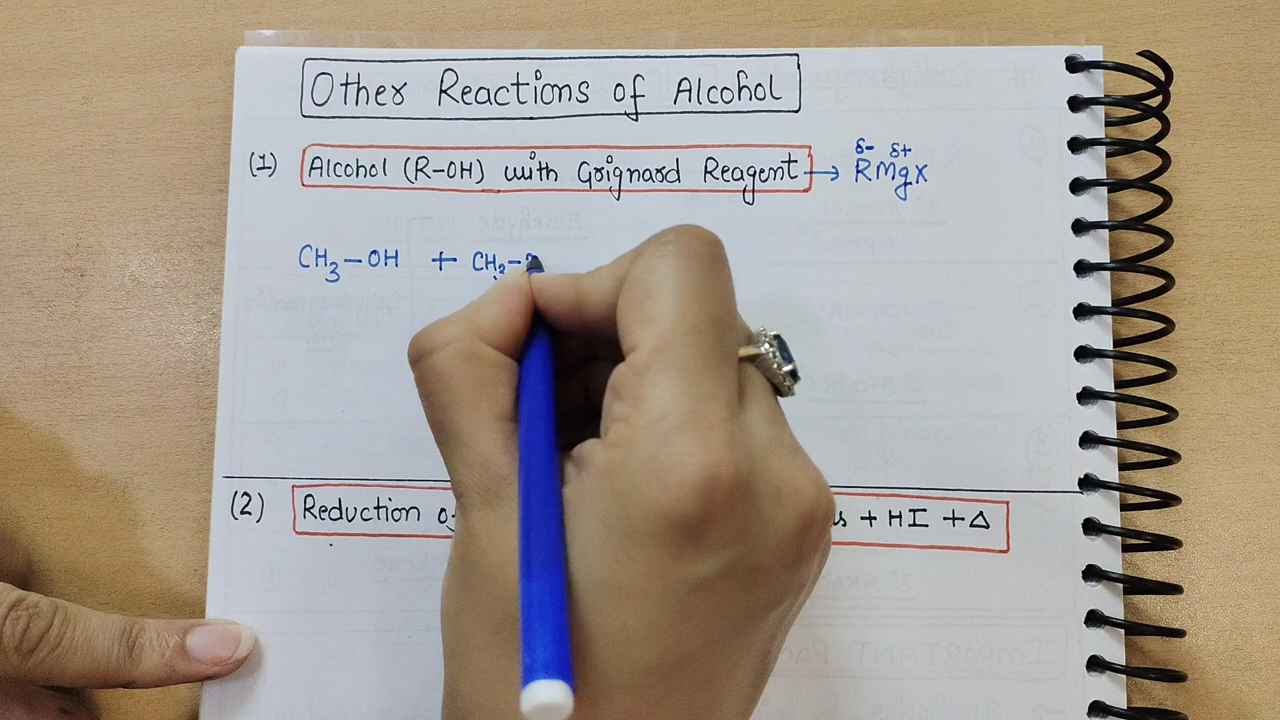 Other Reactions of Alcohol
(1) Alcohol (R-OH) with Grignard Reagent → RMgX
δ- δ+
CH3-OH + CH3-
(2) Reduction + HI + Δ